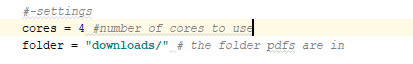 #-settings
cores = 4 #number of cores to use
folder = "downloads/" # the folder pdfs are in